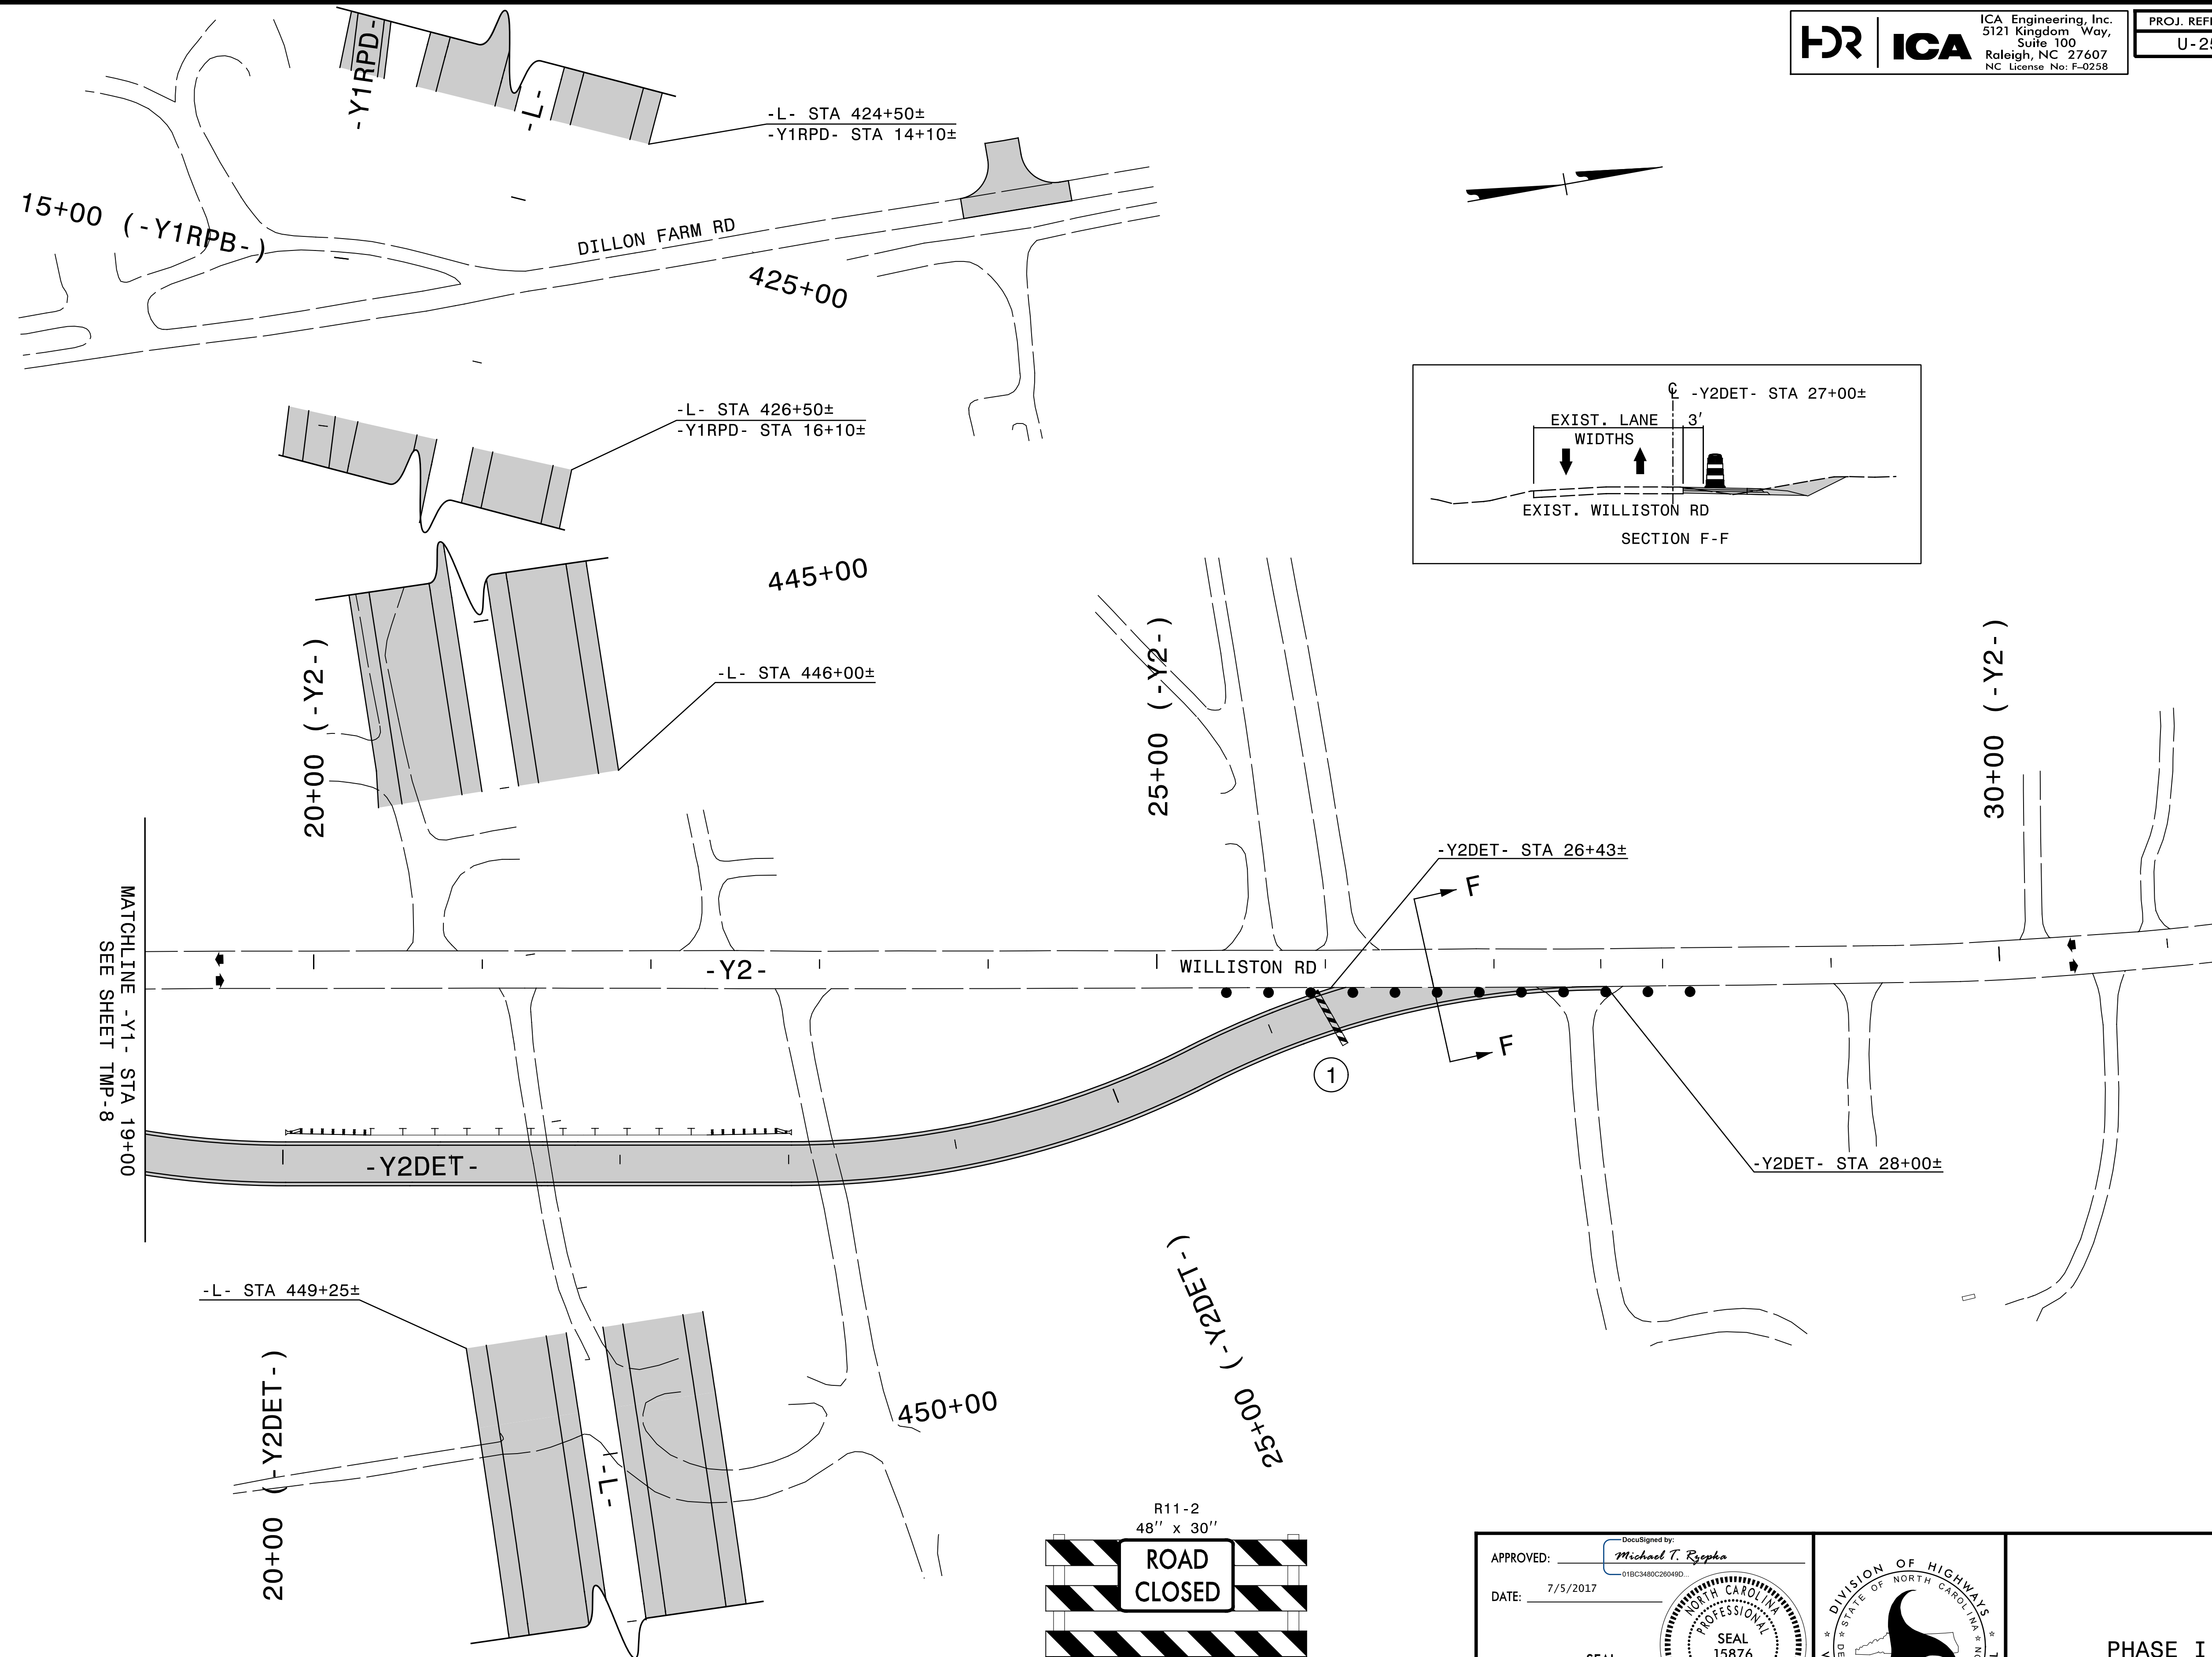 ICA Engineering, Inc.
5121 Kingdom Way,
Suite 100
Raleigh, NC 27607
NC License No: F-0258
HDR ICA
U-25
-Y1RPD-
-L-
-L- STA 424+50±
-Y1RPD- STA 14+10±
15+00 (-Y1RPB-)
DILLON FARM RD
425+00
-L- STA 426+50±
-Y1RPD- STA 16+10±
℄ -Y2DET- STA 27+00±
EXIST. LANE
WIDTHS
3'
EXIST. WILLISTON RD
SECTION F-F
445+00
20+00 (-Y2-)
-L- STA 446+00±
25+00 (-Y2-)
30+00 (-Y2-)
-Y2DET- STA 26+43±
F
MATCHLINE -Y1- STA 19+00
SEE SHEET TMP-8
-Y2-
WILLISTON RD
F
1
-Y2DET-
-Y2DET- STA 28+00±
-L- STA 449+25±
20+00 (-Y2DET-)
-L-
450+00
25+00 (-Y2DET-)
R11-2
48'' x 30''
ROAD
CLOSED
APPROVED:
DocuSigned by:
Michael T. Rzepka
01BC3480C26049D...
DATE: 7/5/2017
NORTH CAROLINA
PROFESSIONAL
SEAL
15876
DIVISION OF HIGHWAYS
STATE OF NORTH CAROLINA
PHASE I